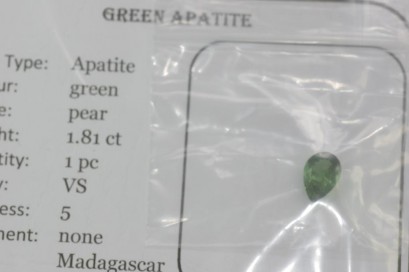 GREEN APATITE
Type: Apatite
ur: green
e: pear
ht: 1.81 ct
tity: 1 pc
y: VS
ess: 5
ment: none
Madagascar